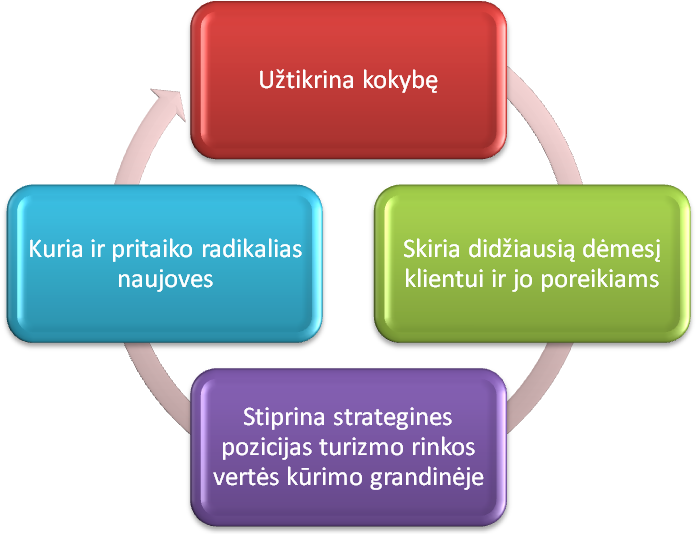 Užtikrina kokybę
Skiria didžiausią dėmesį
klientui ir jo poreikiams
Stiprina strategines
pozicijas turizmo rinkos
vertės kūrimo grandinėje
Kuria ir pritaiko radikalias
naujoves